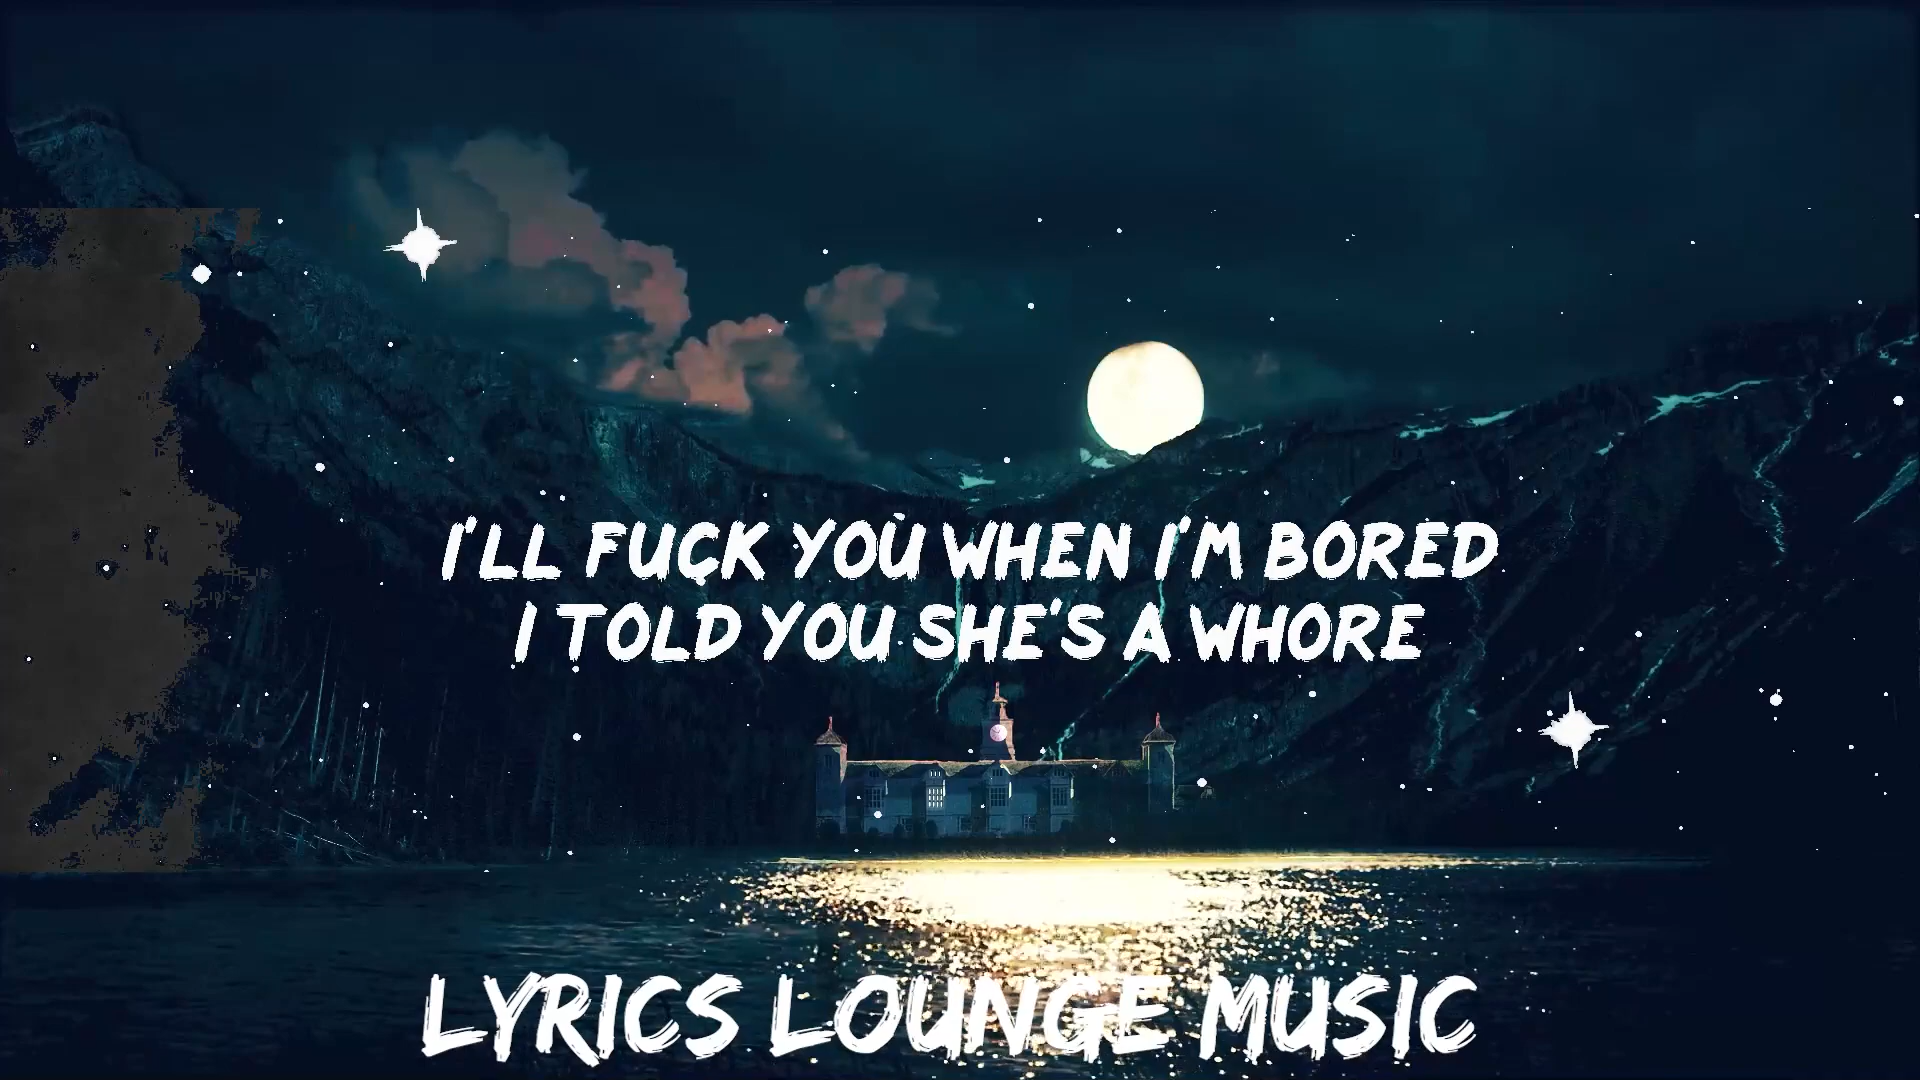 I'LL FUCK YOU WHEN I'M BORED
I TOLD YOU SHE'S A WHORE
LYRICS LOUNGE MUSIC